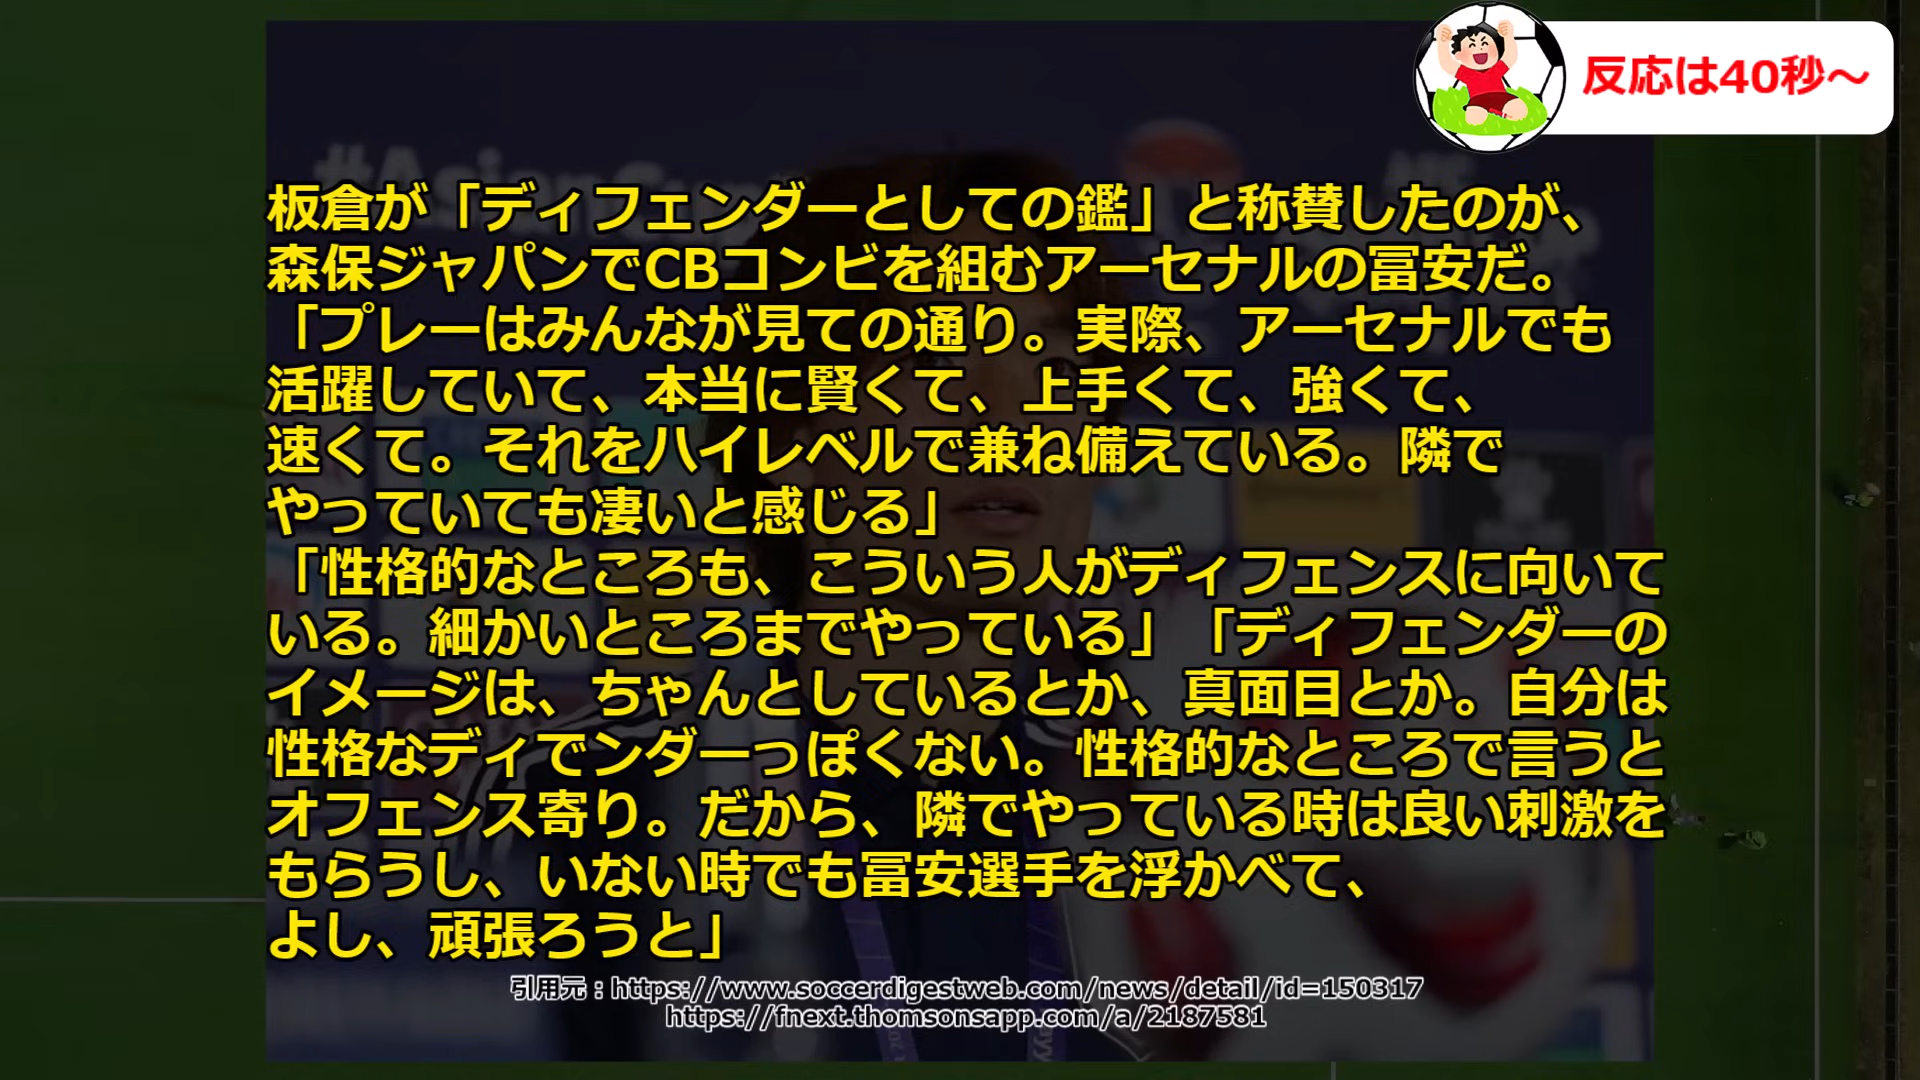 反応は40秒～
#Asian
板倉が「ディフェンダーとしての鑑」と称賛したのが、
森保ジャパンでCBコンビを組むアーセナルの冨安だ。
「プレーはみんなが見ての通り。実際、アーセナルでも
活躍していて、本当に賢くて、上手くて、強くて、
速くて。それをハイレベルで兼ね備えている。隣で
やっていても凄いと感じる」
「性格的なところも、こういう人がディフェンスに向いて
いる。細かいところまでやっている」「ディフェンダーの
イメージは、ちゃんとしているとか、真面目とか。自分は
性格なディでンダーっぽくない。性格的なところで言うと
オフェンス寄り。だから、隣でやっている時は良い刺激を
もらうし、いない時でも冨安選手を浮かべて、
よし、頑張ろうと」
引用元：https://www.soccerdigestweb.com/news/detail/id=150317
https://fnext.thomsonsapp.com/a/2187581